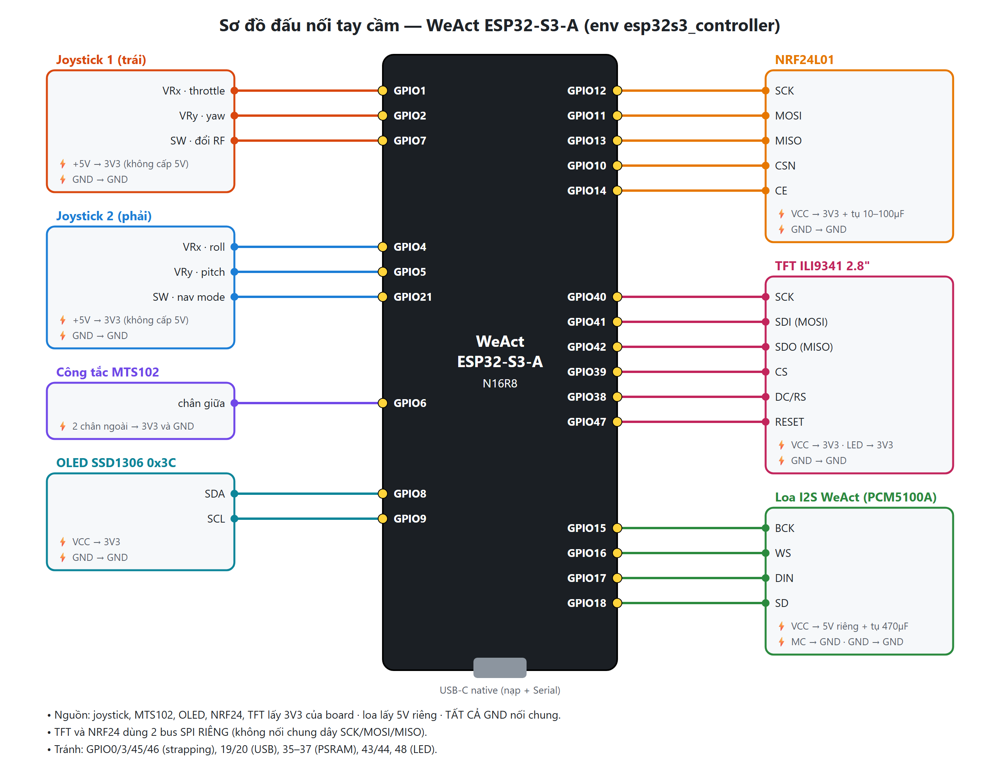 Sơ đồ đấu nối tay cầm — WeAct ESP32-S3-A (env esp32s3_controller)
Joystick 1 (trái)
VRx · throttle
VRy · yaw
SW · đổi RF
+5V → 3V3 (không cấp 5V)
GND → GND
Joystick 2 (phải)
VRx · roll
VRy · pitch
SW · nav mode
+5V → 3V3 (không cấp 5V)
GND → GND
Công tắc MTS102
chân giữa
2 chân ngoài → 3V3 và GND
OLED SSD1306 0x3C
SDA
SCL
VCC → 3V3
GND → GND
GPIO1
GPIO2
GPIO7
GPIO4
GPIO5
GPIO21
GPIO6
GPIO8
GPIO9
WeAct
ESP32-S3-A
N16R8
GPIO12
GPIO11
GPIO13
GPIO10
GPIO14
GPIO40
GPIO41
GPIO42
GPIO39
GPIO38
GPIO47
GPIO15
GPIO16
GPIO17
GPIO18
NRF24L01
SCK
MOSI
MISO
CSN
CE
VCC → 3V3 + tụ 10–100µF
GND → GND
TFT ILI9341 2.8"
SCK
SDI (MOSI)
SDO (MISO)
CS
DC/RS
RESET
VCC → 3V3 · LED → 3V3
GND → GND
Loa I2S WeAct (PCM5100A)
BCK
WS
DIN
SD
VCC → 5V riêng + tụ 470µF
MC → GND · GND → GND
USB-C native (nạp + Serial)
• Nguồn: joystick, MTS102, OLED, NRF24, TFT lấy 3V3 của board · loa lấy 5V riêng · TẤT CẢ GND nối chung.
• TFT và NRF24 dùng 2 bus SPI RIÊNG (không nối chung dây SCK/MOSI/MISO).
• Tránh: GPIO0/3/45/46 (strapping), 19/20 (USB), 35–37 (PSRAM), 43/44, 48 (LED).